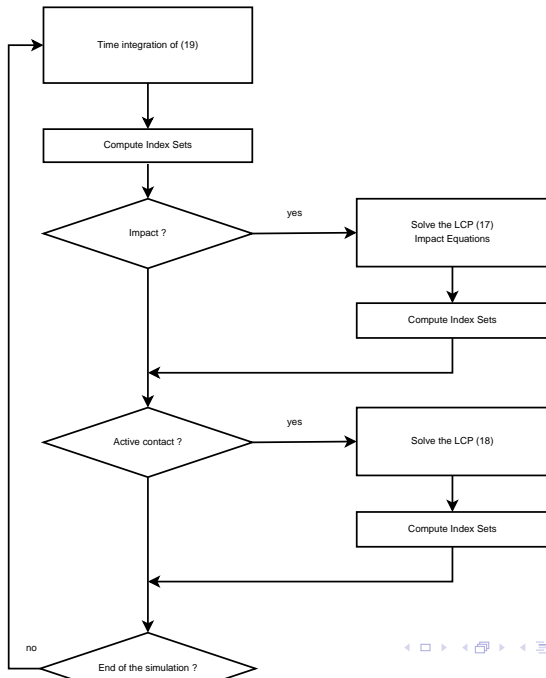 Time integration of (19)
Compute Index Sets
Impact ?
yes
Solve the LCP (17)
Impact Equations
Compute Index Sets
Active contact ?
yes
Solve the LCP (18)
Compute Index Sets
no
End of the simulation ?